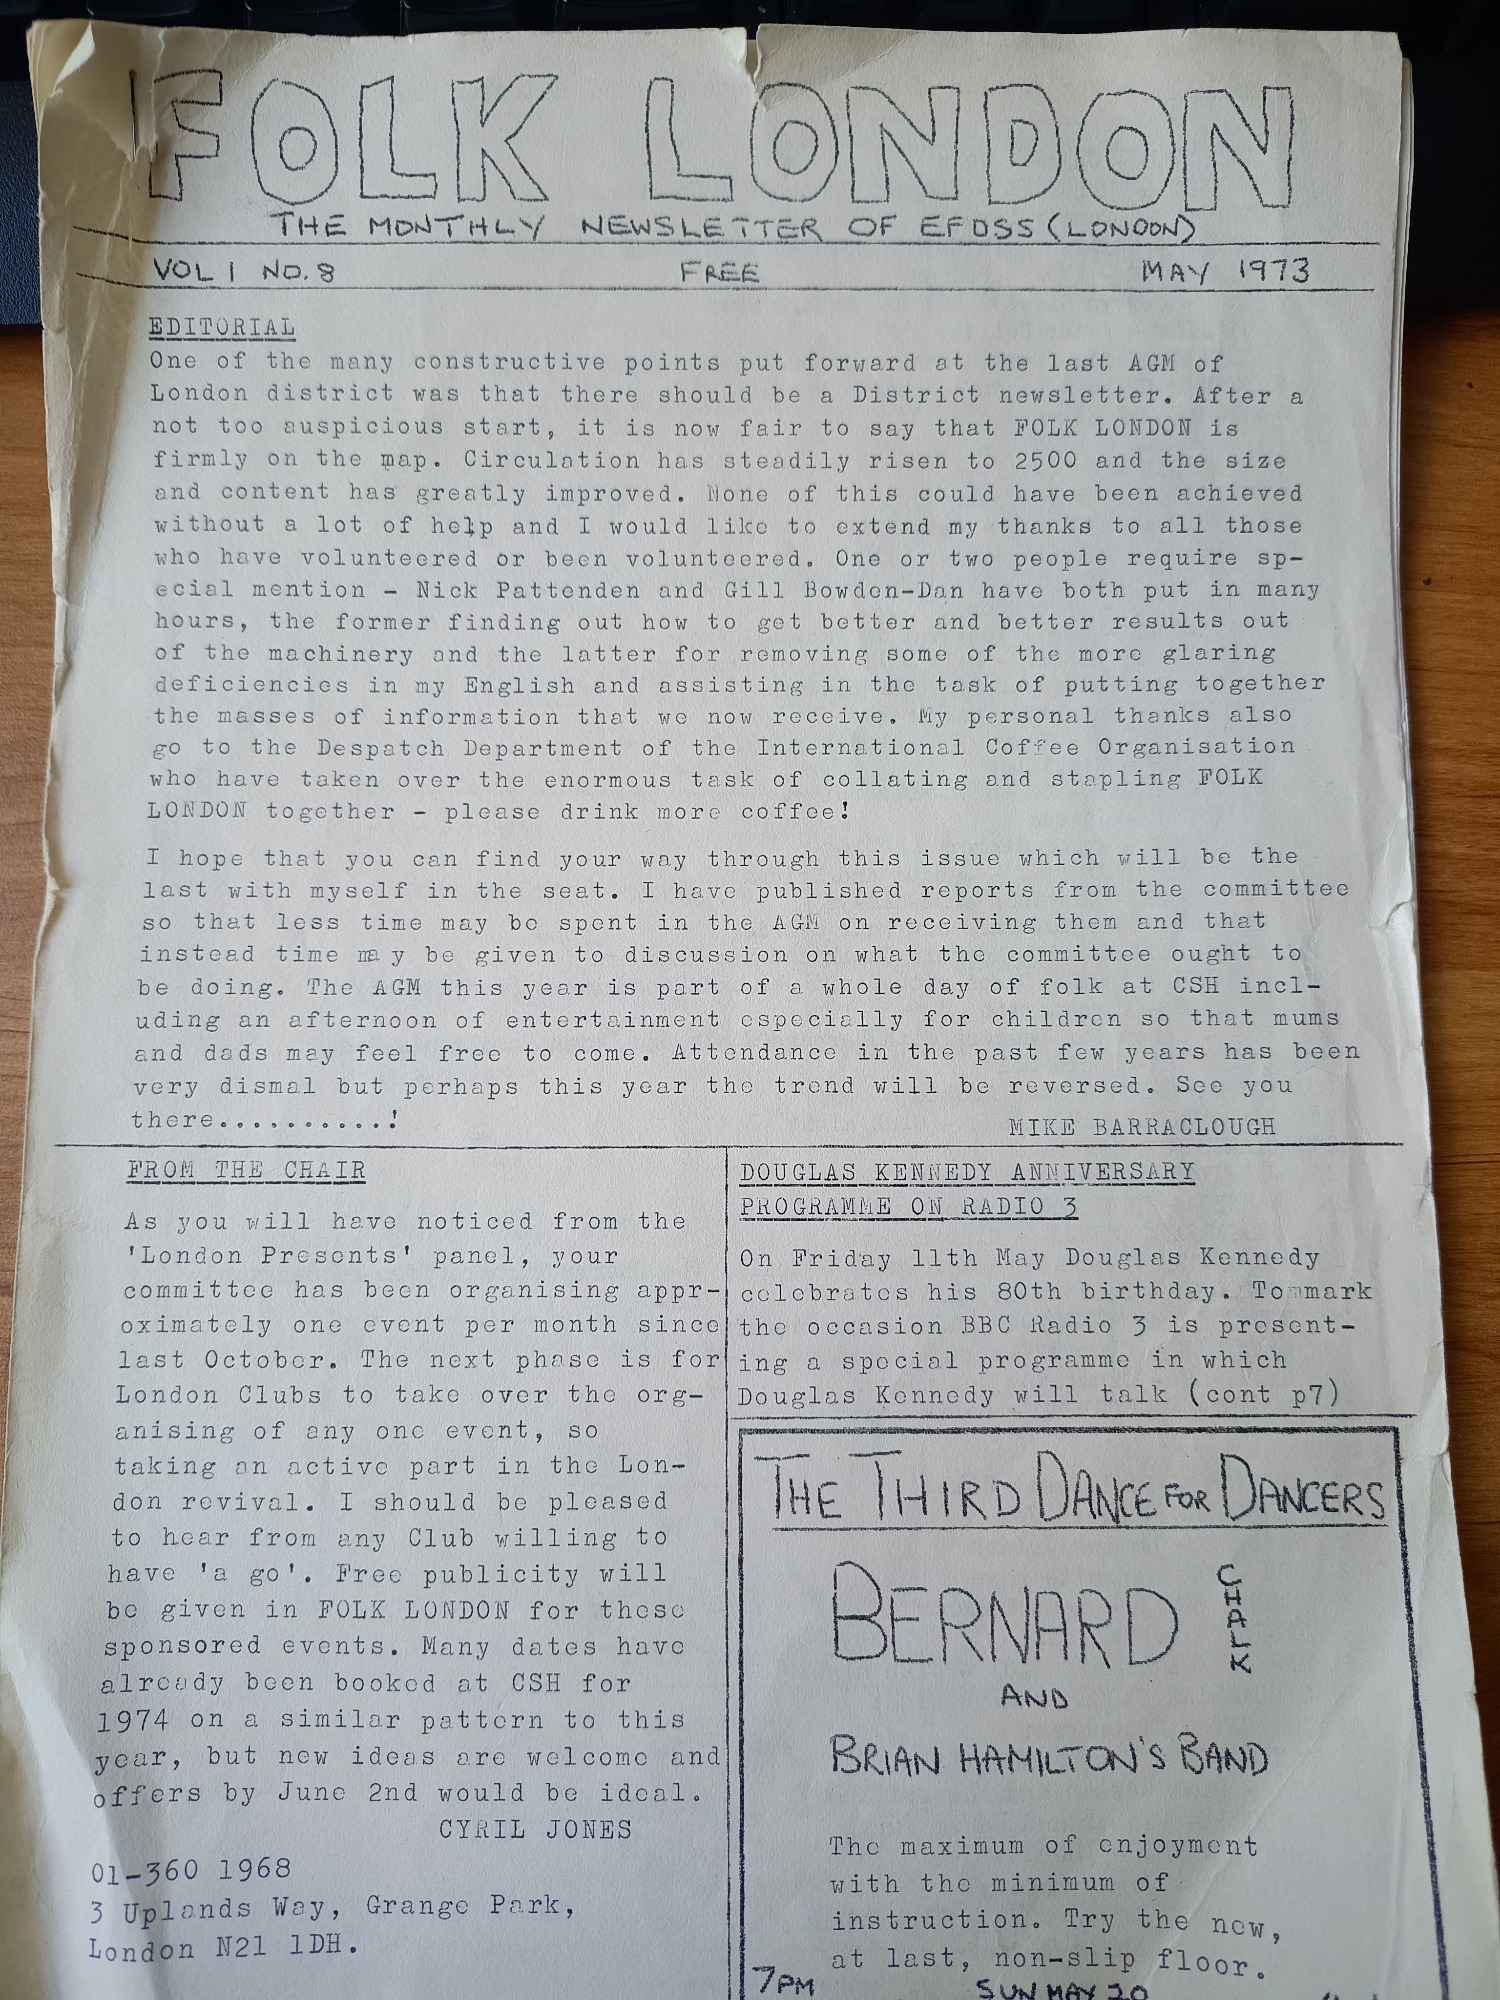 FOLK LONDON
THE MONTHLY NEWSLETTER OF EFDSS (LONDON)
VOL 1 NO. 8 FREE MAY 1973
EDITORIAL
One of the many constructive points put forward at the last AGM of
London district was that there should be a District newsletter. After a
not too auspicious start, it is now fair to say that FOLK LONDON is
firmly on the map. Circulation has steadily risen to 2500 and the size
and content has greatly improved. None of this could have been achieved
without a lot of help and I would like to extend my thanks to all those
who have volunteered or been volunteered. One or two people require sp-
ecial mention - Nick Pattenden and Gill Bowden-Dan have both put in many
hours, the former finding out how to get better and better results out
of the machinery and the latter for removing some of the more glaring
deficiencies in my English and assisting in the task of putting together
the masses of information that we now receive. My personal thanks also
go to the Despatch Department of the International Coffee Organisation
who have taken over the enormous task of collating and stapling FOLK
LONDON together - please drink more coffee!
I hope that you can find your way through this issue which will be the
last with myself in the seat. I have published reports from the committee
so that less time may be spent in the AGM on receiving them and that
instead time may be given to discussion on what the committee ought to
be doing. The AGM this year is part of a whole day of folk at CSH incl-
uding an afternoon of entertainment especially for children so that mums
and dads may feel free to come. Attendance in the past few years has been
very dismal but perhaps this year the trend will be reversed. See you
there...........!
MIKE BARRACLOUGH
FROM THE CHAIR
As you will have noticed from the
'London Presents' panel, your
committee has been organising appr-
oximately one event per month since
last October. The next phase is for
London Clubs to take over the org-
anising of any one event, so
taking an active part in the Lon-
don revival. I should be pleased
to hear from any Club willing to
have 'a go'. Free publicity will
be given in FOLK LONDON for these
sponsored events. Many dates have
already been booked at CSH for
1974 on a similar pattern to this
year, but new ideas are welcome and
offers by June 2nd would be ideal.
CYRIL JONES
01-360 1968
3 Uplands Way, Grange Park,
London N21 1DH.
DOUGLAS KENNEDY ANNIVERSARY
PROGRAMME ON RADIO 3
On Friday 11th May Douglas Kennedy
celebrates his 80th birthday. To mark
the occasion BBC Radio 3 is present-
ing a special programme in which
Douglas Kennedy will talk (cont p7)
THE THIRD DANCE FOR DANCERS
BERNARD CHALK
AND
BRIAN HAMILTON'S BAND
The maximum of enjoyment
with the minimum of
instruction. Try the new,
at last, non-slip floor.
7PM SUN MAY 20